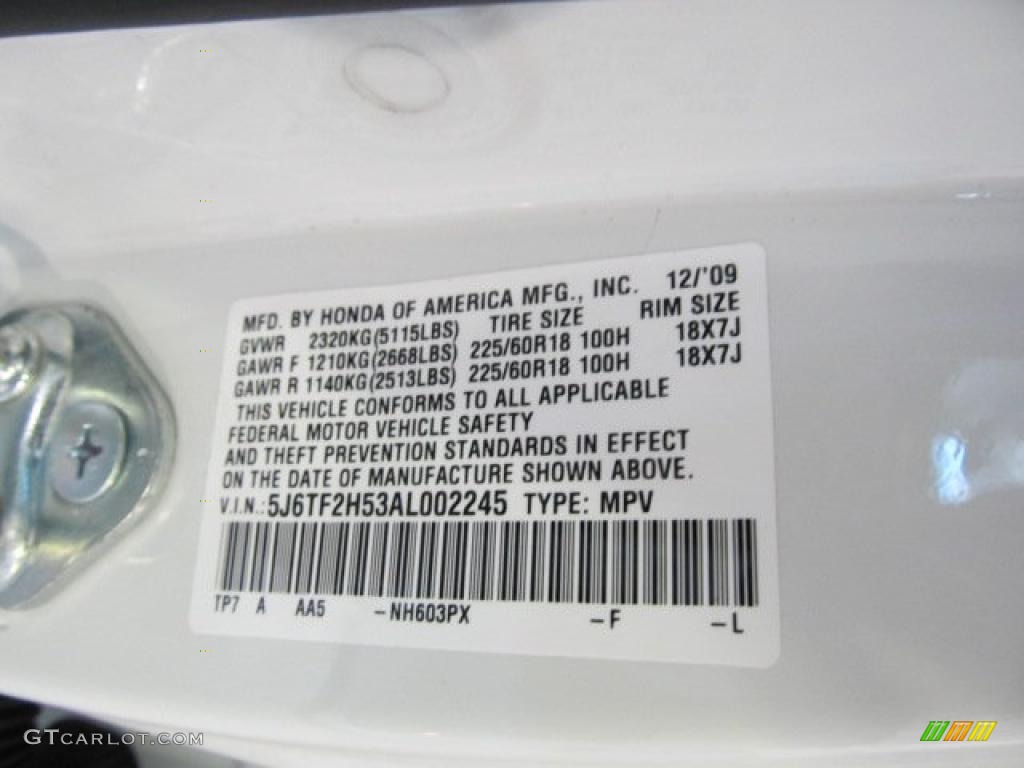 MFD. BY HONDA OF AMERICA MFG., INC. 12/'09
GVWR 2320KG(5115LBS) TIRE SIZE RIM SIZE
GAWR F 1210KG(2668LBS) 225/60R18 100H 18X7J
GAWR R 1140KG(2513LBS) 225/60R18 100H 18X7J
THIS VEHICLE CONFORMS TO ALL APPLICABLE
FEDERAL MOTOR VEHICLE SAFETY
AND THEFT PREVENTION STANDARDS IN EFFECT
ON THE DATE OF MANUFACTURE SHOWN ABOVE.
V.I.N.:5J6TF2H53AL002245 TYPE: MPV
TP7 A AA5 -NH603PX -F -L
GTCARLOT.COM